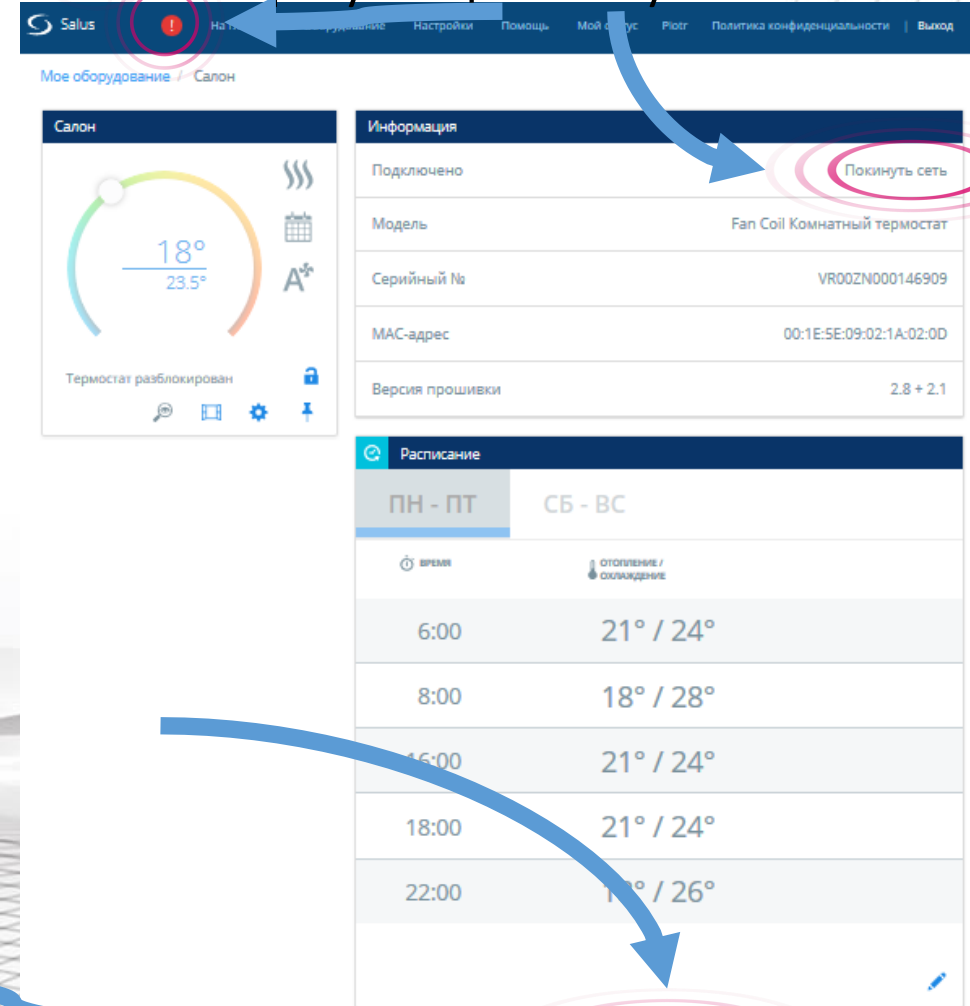 Salus ! Настройки Помощь Мой Piotr Политика конфиденциальности | Выход
Мое оборудование / Салон
Салон
18°
23.5°
A
Термостат разблокирован
Информация
Подключено Покинуть сеть
Модель Fan Coil Комнатный термостат
Серийный № VR00ZN000146909
MAC-адрес 00:1E:5E:09:02:1A:02:0D
Версия прошивки 2.8 + 2.1
Расписание
ПН - ПТ СБ - ВС
ВРЕМЯ ОТОПЛЕНИЕ /
ОХЛАЖДЕНИЕ
6:00 21° / 24°
8:00 18° / 28°
16:00 21° / 24°
18:00 21° / 24°
22:00 / 26°